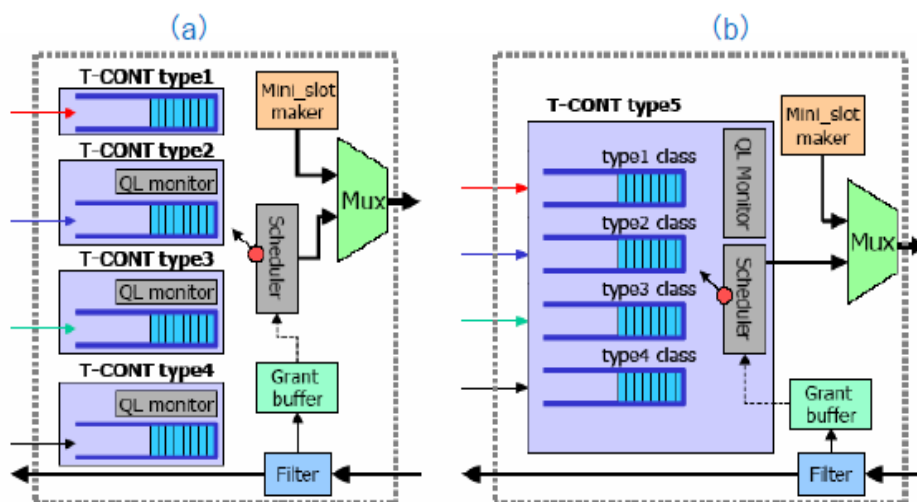 (a)
T-CONT type1
Mini_slot
maker
T-CONT type2
QL monitor
Scheduler
Mux
T-CONT type3
QL monitor
T-CONT type4
QL monitor
Grant
buffer
Filter
(b)
T-CONT type5
Mini_slot
maker
type1 class
QL Monitor
type2 class
Scheduler
Mux
type3 class
type4 class
Grant
buffer
Filter